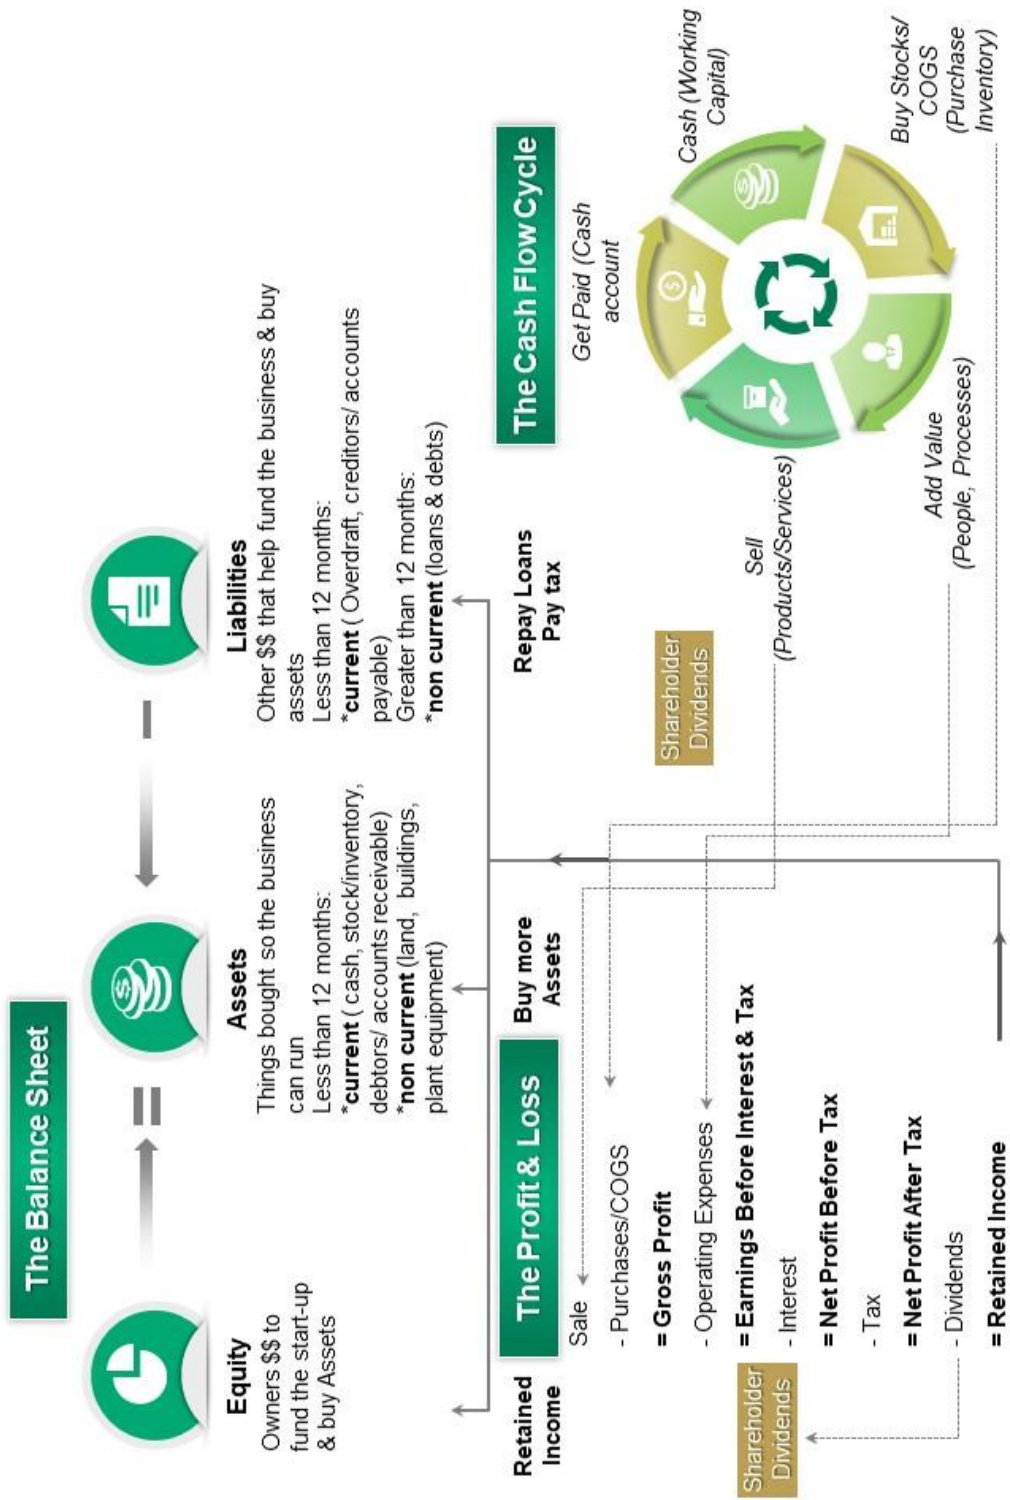 The Balance Sheet
Equity
Owners $$ to
fund the start-up
& buy Assets
=
Assets
Things bought so the business
can run
Less than 12 months:
*current ( cash, stock/inventory,
debtors/ accounts receivable)
*non current (land, buildings,
plant equipment)
-
Liabilities
Other $$ that help fund the business & buy
assets
Less than 12 months:
*current ( Overdraft, creditors/ accounts
payable)
Greater than 12 months:
*non current (loans & debts)
Retained
Income
Buy more
Assets
Repay Loans
Pay tax
The Profit & Loss
Sale
- Purchases/COGS
= Gross Profit
- Operating Expenses
= Earnings Before Interest & Tax
- Interest
= Net Profit Before Tax
- Tax
= Net Profit After Tax
- Dividends
= Retained Income
Shareholder
Dividends
Shareholder
Dividends
The Cash Flow Cycle
Get Paid (Cash
account
Cash (Working
Capital)
Buy Stocks/
COGS
(Purchase
Inventory)
Add Value
(People, Processes)
Sell
(Products/Services)
$
$
$